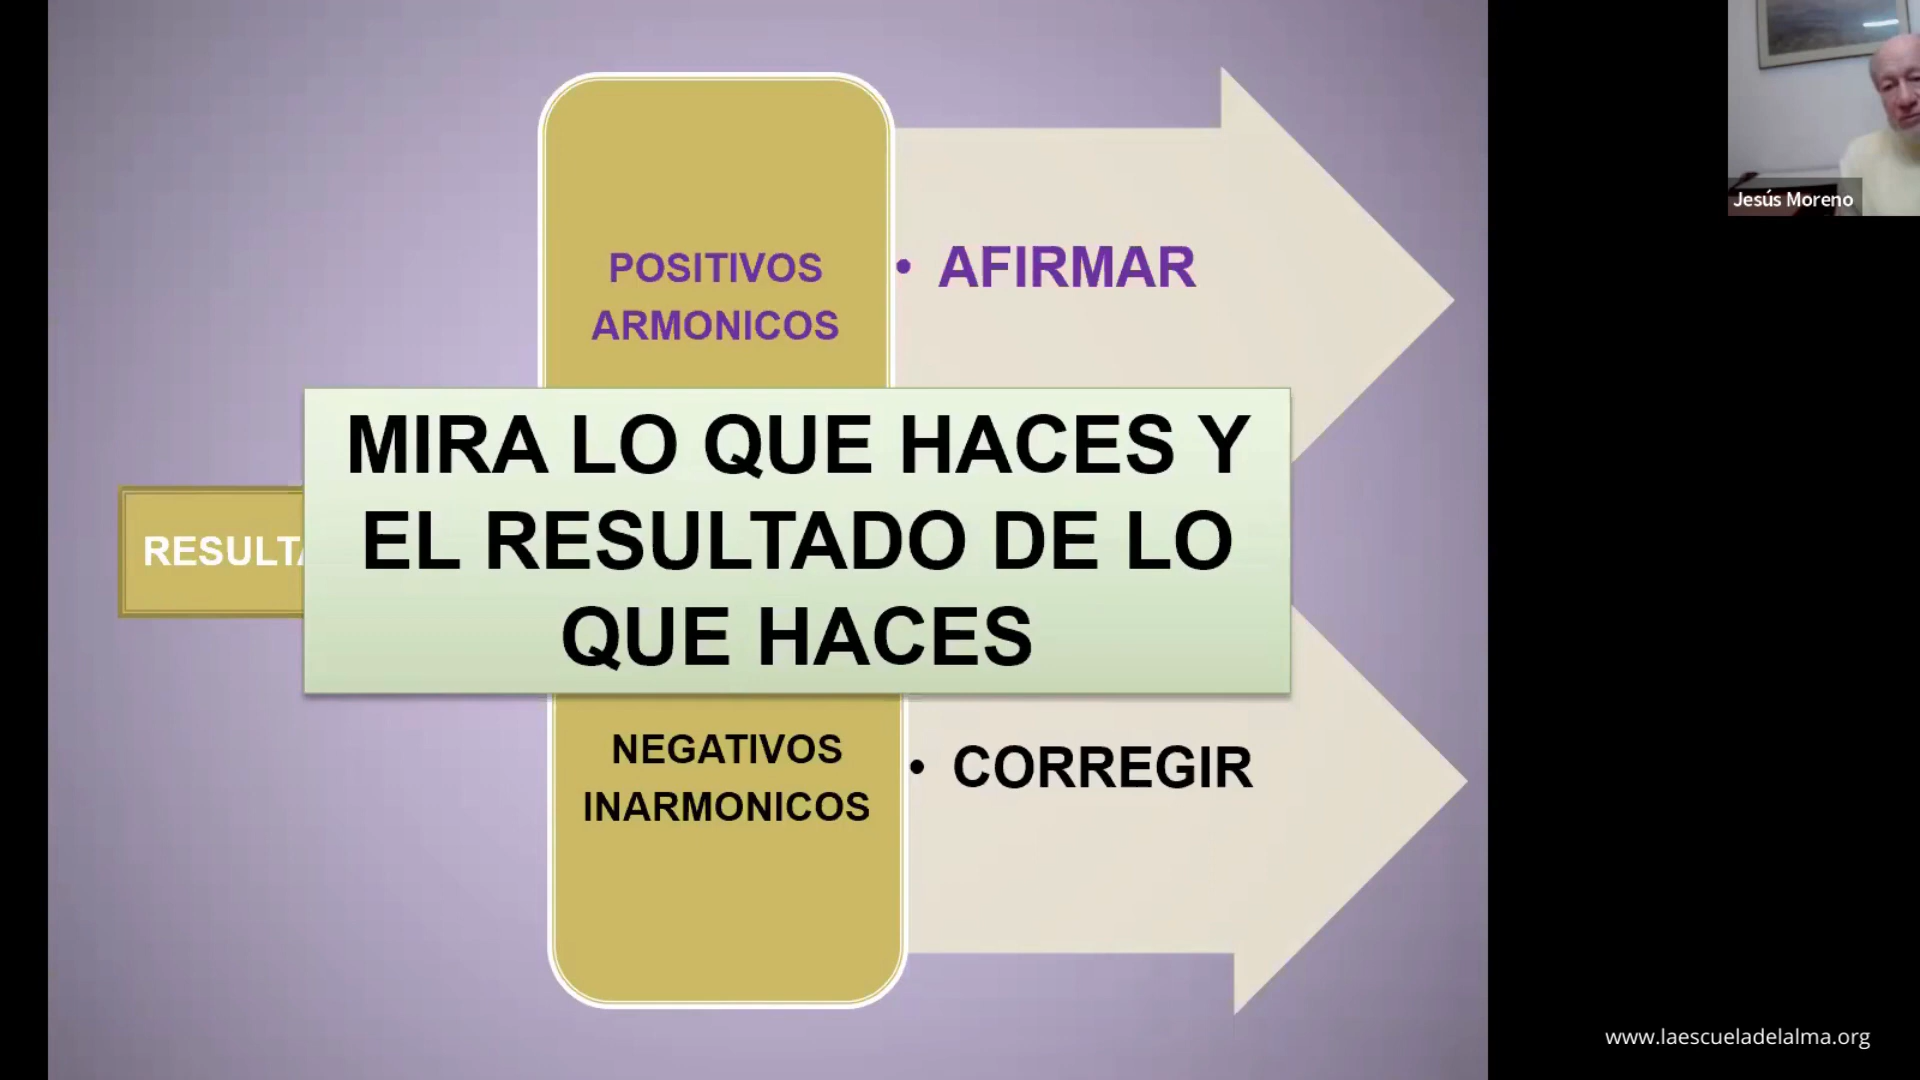 POSITIVOS
ARMONICOS
• AFIRMAR
MIRA LO QUE HACES Y
EL RESULTADO DE LO
QUE HACES
NEGATIVOS
INARMONICOS
• CORREGIR
Jesús Moreno
www.laescueladelalma.org